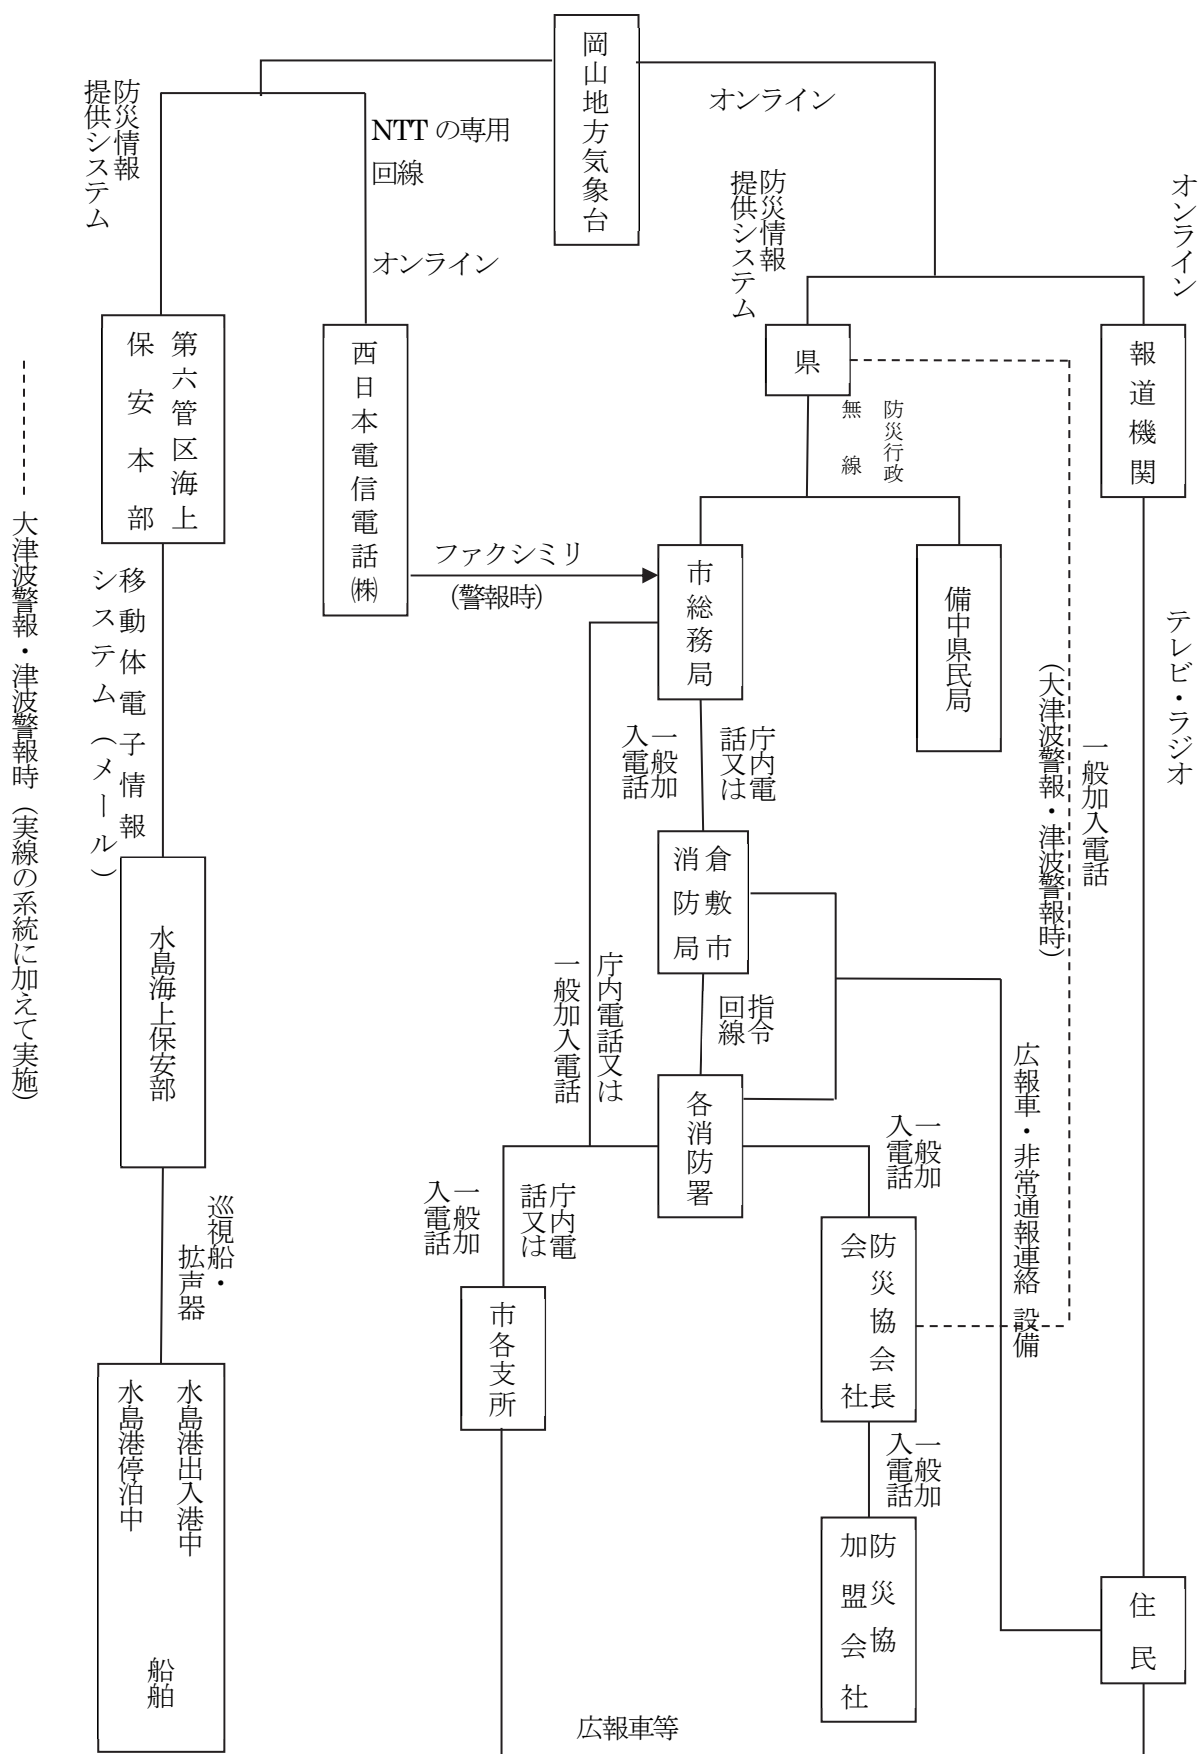 岡山地方気象台
防災情報
提供システム
NTT の専用
回線
オンライン
オンライン
防災情報
提供システム
オンライン
第六管区海上
保安本部
西日本電信電話㈱
県
報道機関
防災行政
無線
ファクシミリ
(警報時)
市総務局
備中県民局
移動体電子情報
システム（メール）
大津波警報・津波警報時（実線の系統に加えて実施）
庁内電
話又は
一般加
入電話
一般加入電話
（大津波警報・津波警報時）
テレビ・ラジオ
倉敷市
消防局
水島海上保安部
庁内電話又は
一般加入電話
指令
回線
各消防署
広報車・非常通報連絡 設備
一般加
入電話
庁内電
話又は
一般加
入電話
巡視船・
拡声器
防災協会長
会社
市各支所
水島港出入港中
水島港停泊中
船舶
一般加
入電話
防災協
加盟会社
住民
広報車等